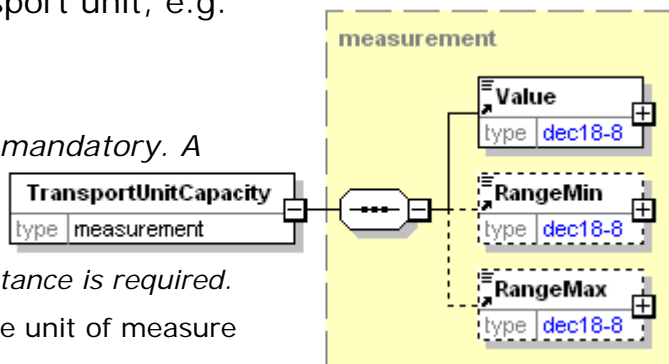 sport unit, e.g.
measurement
Value
type dec18-8
mandatory. A
TransportUnitCapacity
type measurement
RangeMin
type dec18-8
tance is required.
RangeMax
type dec18-8
e unit of measure